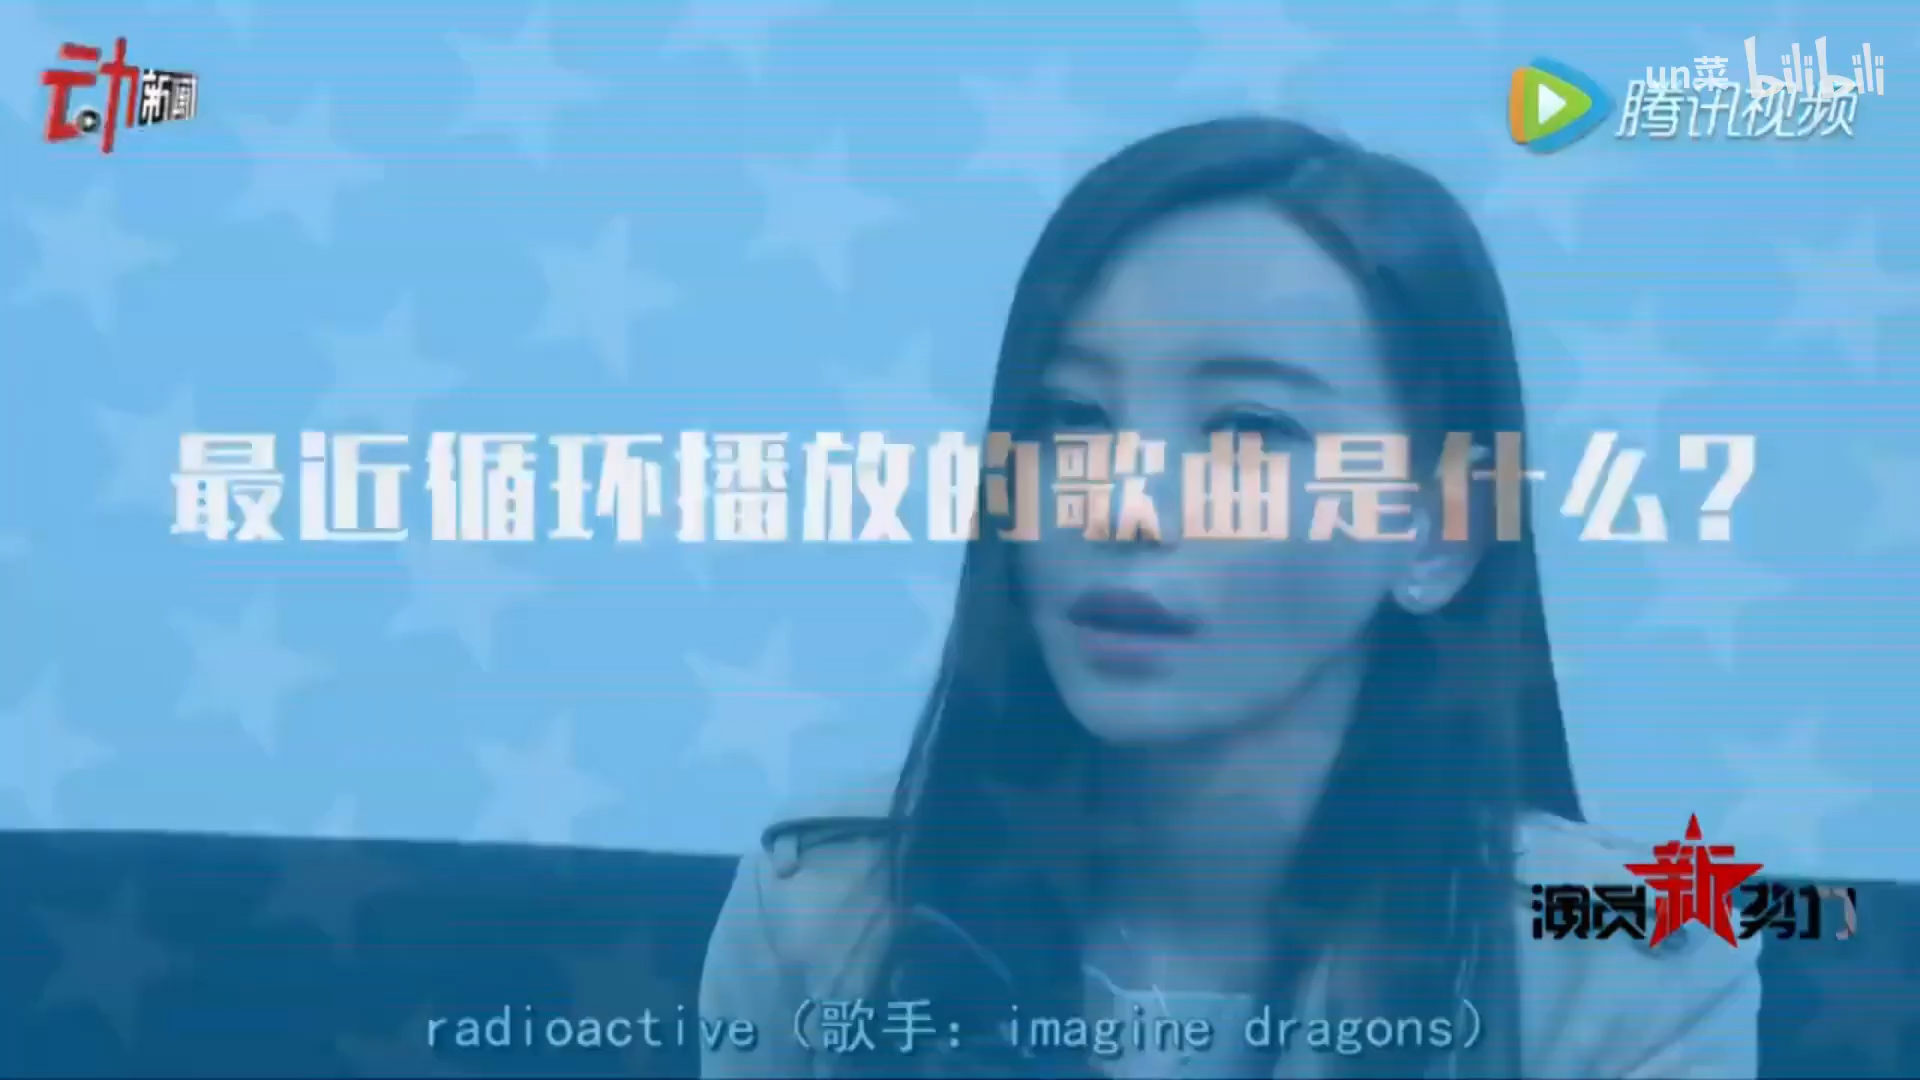 动新闻
un菜 bilibili
腾讯视频
最近循环播放的歌曲是什么?
演员新势力
radioactive（歌手：imagine dragons）